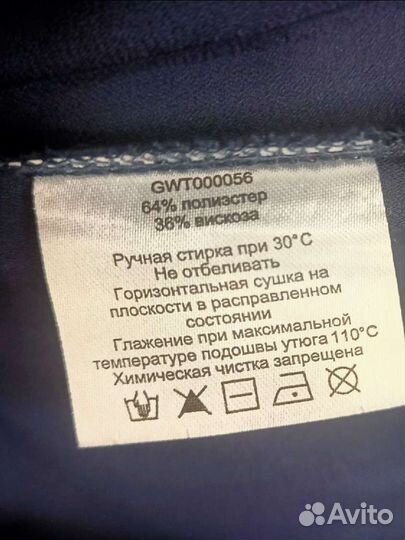 GWT000056
64% полиэстер
36% вискоза
Ручная стирка при 30°C
Не отбеливать
Горизонтальная сушка на
плоскости в расправленном
состоянии
Глажение при максимальной
температуре подошвы утюга 110°C
Химическая чистка запрещена
Avito